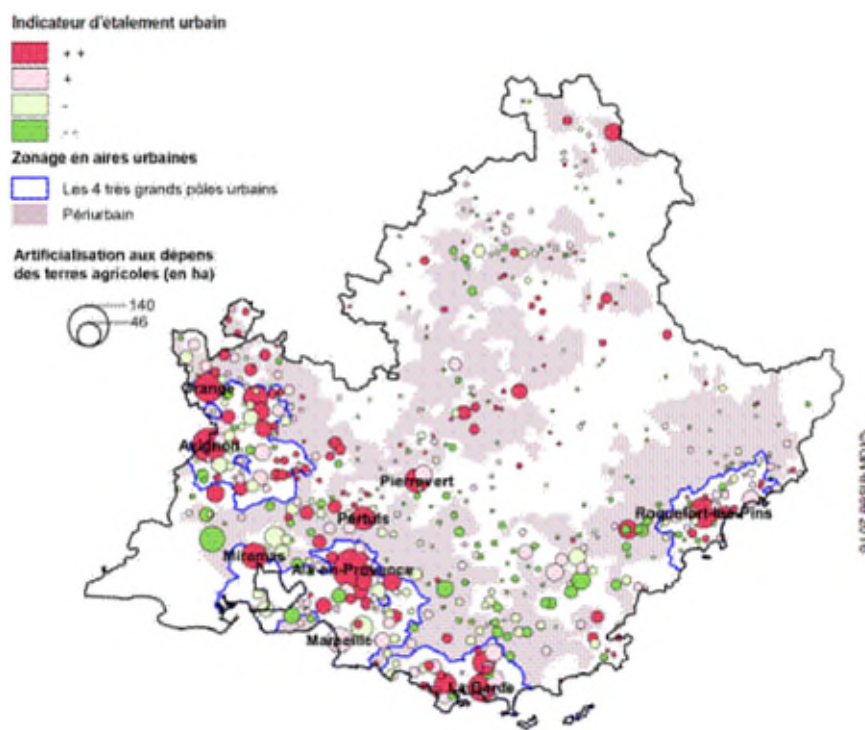 Indicateur d'étalement urbain
+ +
+
-
- -
Zonage en aires urbaines
Les 4 très grands pôles urbains
Périurbain
Artificialisation aux dépens
des terres agricoles (en ha)
140
46
Orange
Avignon
Pierrevert
Pertuis
Roquefort-les-Pins
Miramas
Aix-en-Provence
Marseille
La Garde